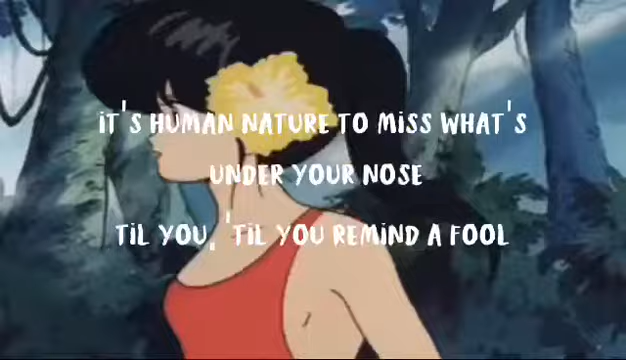 it's HUMAN NATURE TO MiSS WHAT'S
UNDER YOUR NOSE
TiL YOU, 'TiL YOU REMiND A FOOL